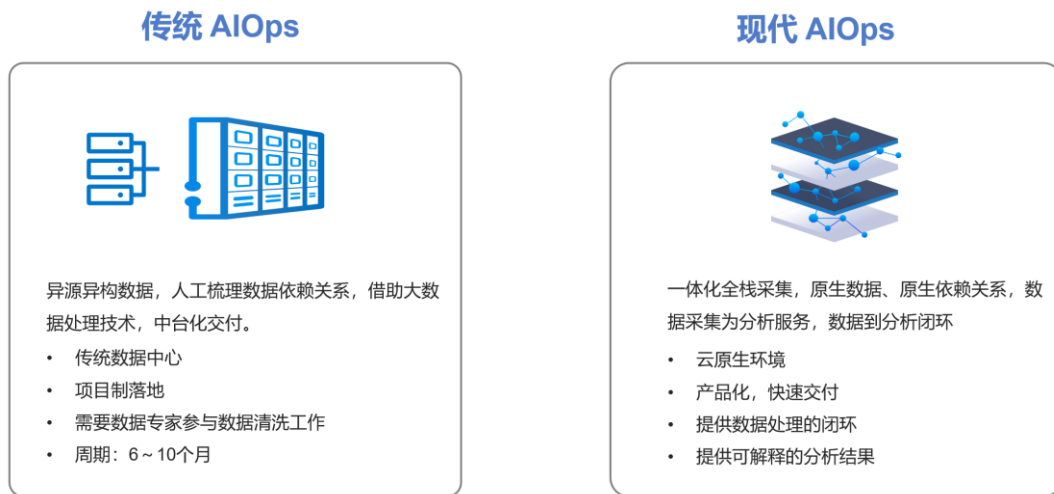 传统 AIOps
异源异构数据，人工梳理数据依赖关系，借助大数
据处理技术，中台化交付。
• 传统数据中心
• 项目制落地
• 需要数据专家参与数据清洗工作
• 周期：6～10个月
现代 AIOps
一体化全栈采集，原生数据、原生依赖关系，数
据采集为分析服务，数据到分析闭环
• 云原生环境
• 产品化，快速交付
• 提供数据处理的闭环
• 提供可解释的分析结果